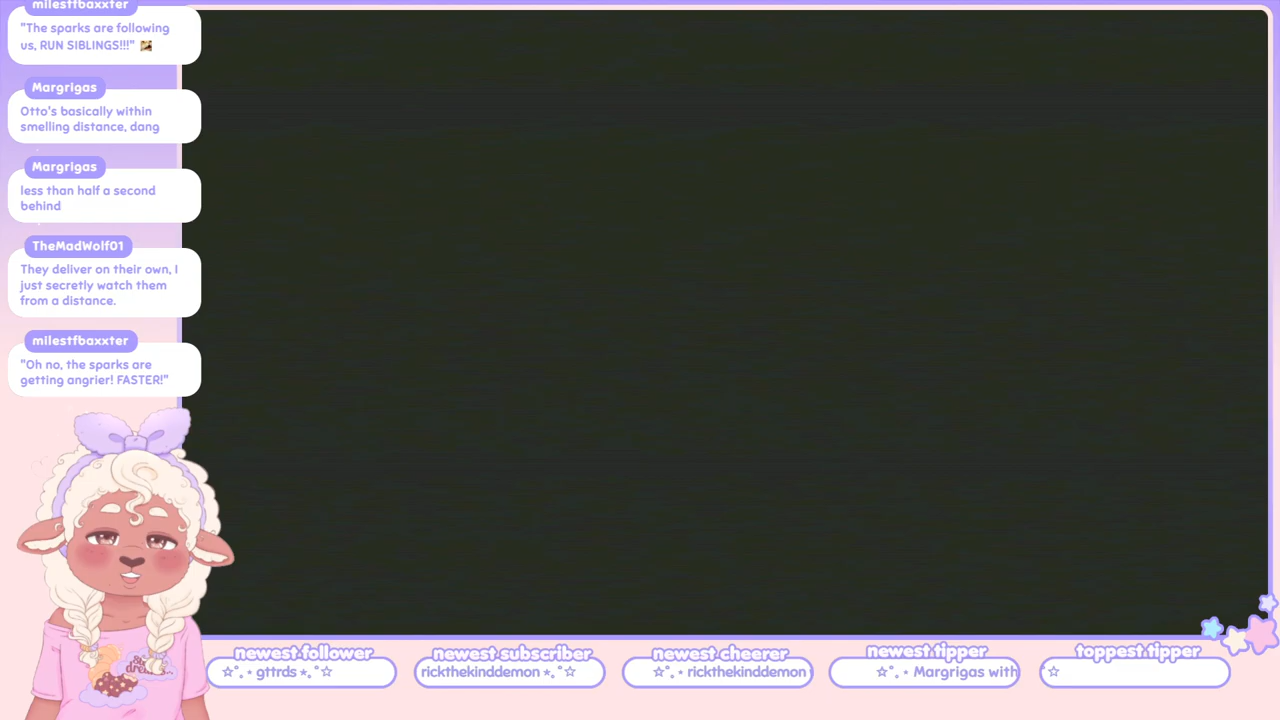 milestfbaxxter
"The sparks are following
us, RUN SIBLINGS!!!"
Margrigas
Otto's basically within
smelling distance, dang
Margrigas
less than half a second
behind
TheMadWolf01
They deliver on their own, I
just secretly watch them
from a distance.
milestfbaxxter
"Oh no, the sparks are
getting angrier! FASTER!"
newest follower
☆˚｡⋆ gttrds ⋆｡˚☆
newest subscriber
rickthekinddemon ⋆｡˚☆
newest cheerer
☆˚｡⋆ rickthekinddemon
newest tipper
☆˚｡⋆ Margrigas with
toppest tipper
☆